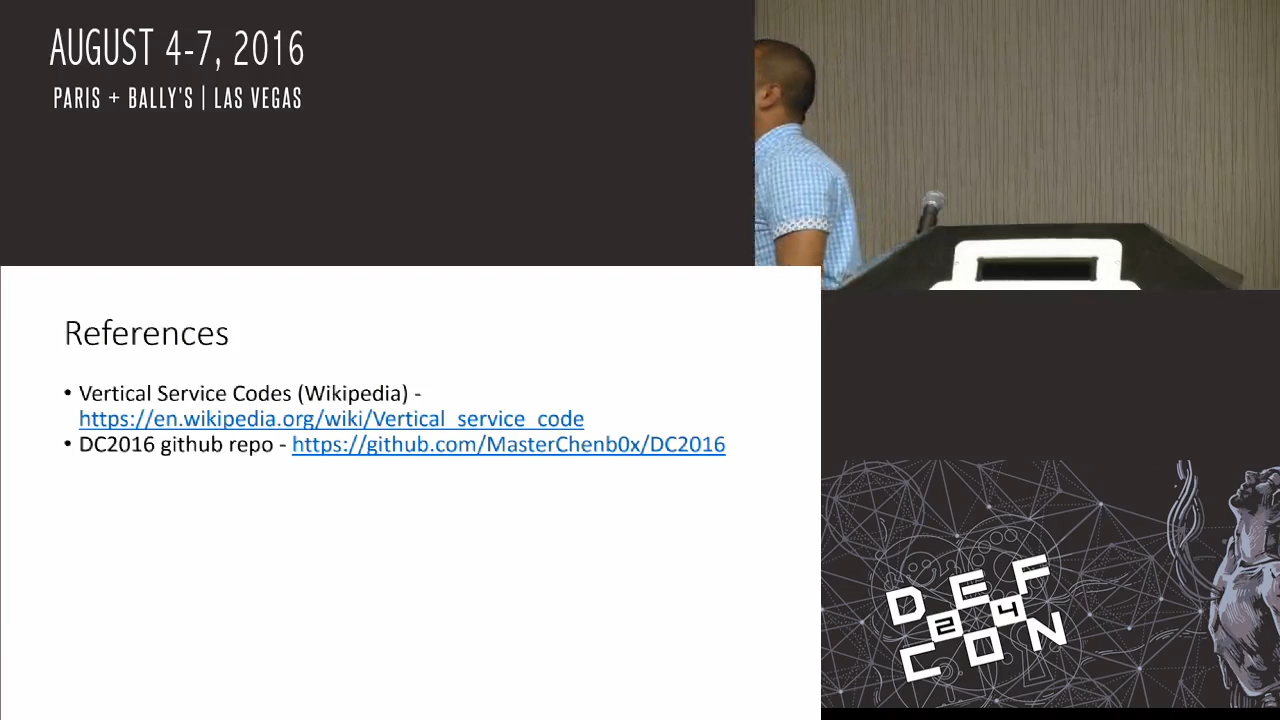 AUGUST 4-7, 2016
PARIS + BALLY'S | LAS VEGAS
References
• Vertical Service Codes (Wikipedia) -
https://en.wikipedia.org/wiki/Vertical_service_code
• DC2016 github repo - https://github.com/MasterChenb0x/DC2016
DEF
24
CON